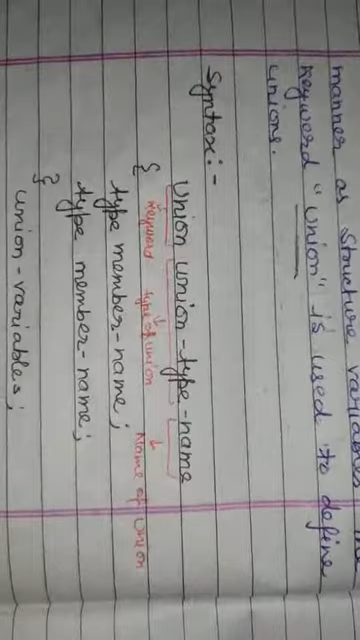 manner as structure variables
keyword "union" is used to define
unions.
Syntax:-
union union-type-name
keyword type of union Name of union
{
type member-name;
type member-name;
}
union-variables;